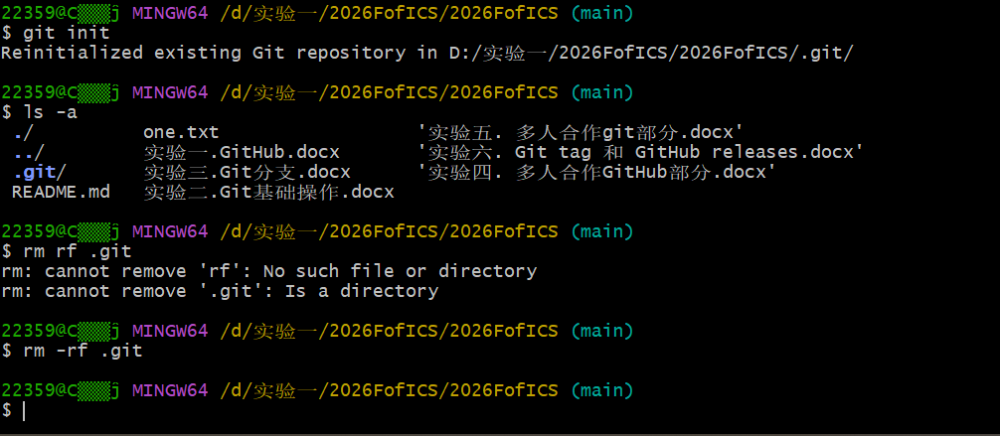 22359@C▒▒▒ĵ MINGW64 /d/实验一/2026FofICS/2026FofICS (main)
$ git init
Reinitialized existing Git repository in D:/实验一/2026FofICS/2026FofICS/.git/
22359@C▒▒▒ĵ MINGW64 /d/实验一/2026FofICS/2026FofICS (main)
$ ls -a
./ one.txt '实验五. 多人合作git部分.docx'
../ 实验一.GitHub.docx '实验六. Git tag 和 GitHub releases.docx'
.git/ 实验三.Git分支.docx '实验四. 多人合作GitHub部分.docx'
README.md 实验二.Git基础操作.docx
22359@C▒▒▒ĵ MINGW64 /d/实验一/2026FofICS/2026FofICS (main)
$ rm rf .git
rm: cannot remove 'rf': No such file or directory
rm: cannot remove '.git': Is a directory
22359@C▒▒▒ĵ MINGW64 /d/实验一/2026FofICS/2026FofICS (main)
$ rm -rf .git
22359@C▒▒▒ĵ MINGW64 /d/实验一/2026FofICS/2026FofICS (main)
$